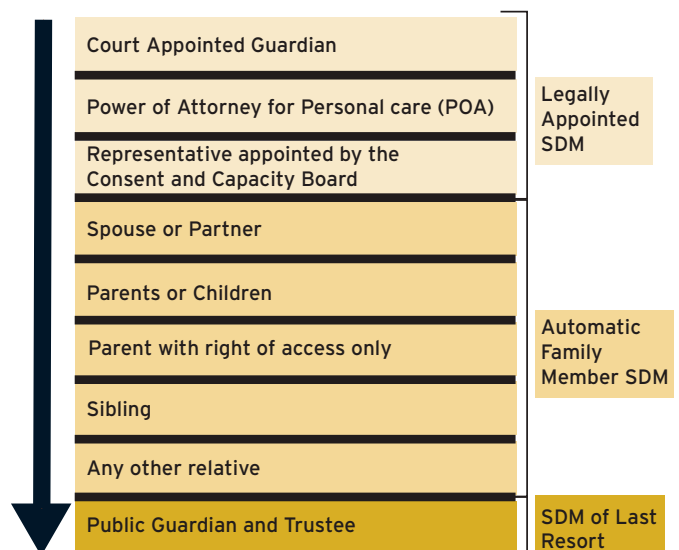 Court Appointed Guardian
Power of Attorney for Personal care (POA)
Representative appointed by the
Consent and Capacity Board
Legally
Appointed
SDM
Spouse or Partner
Parents or Children
Parent with right of access only
Sibling
Any other relative
Automatic
Family
Member SDM
Public Guardian and Trustee
SDM of Last
Resort